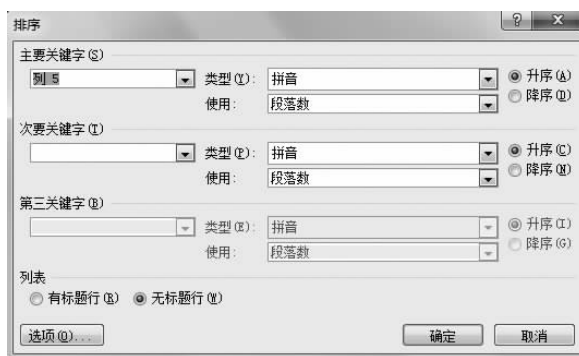 排序
主要关键字(S)
列 5 类型(Y): 拼音 升序(A)
使用: 段落数 降序(D)
次要关键字(T)
类型(P): 拼音 升序(C)
使用: 段落数 降序(N)
第三关键字(B)
类型(E): 拼音 升序(I)
使用: 段落数 降序(G)
列表
有标题行(R) 无标题行(W)
选项(O)... 确定 取消